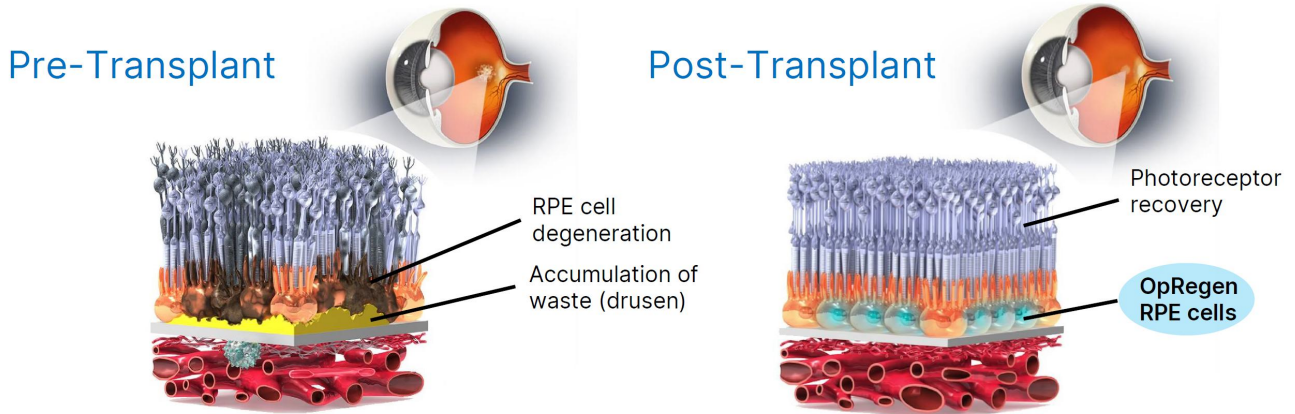 Pre-Transplant
RPE cell
degeneration
Accumulation of
waste (drusen)
Post-Transplant
Photoreceptor
recovery
OpRegen
RPE cells